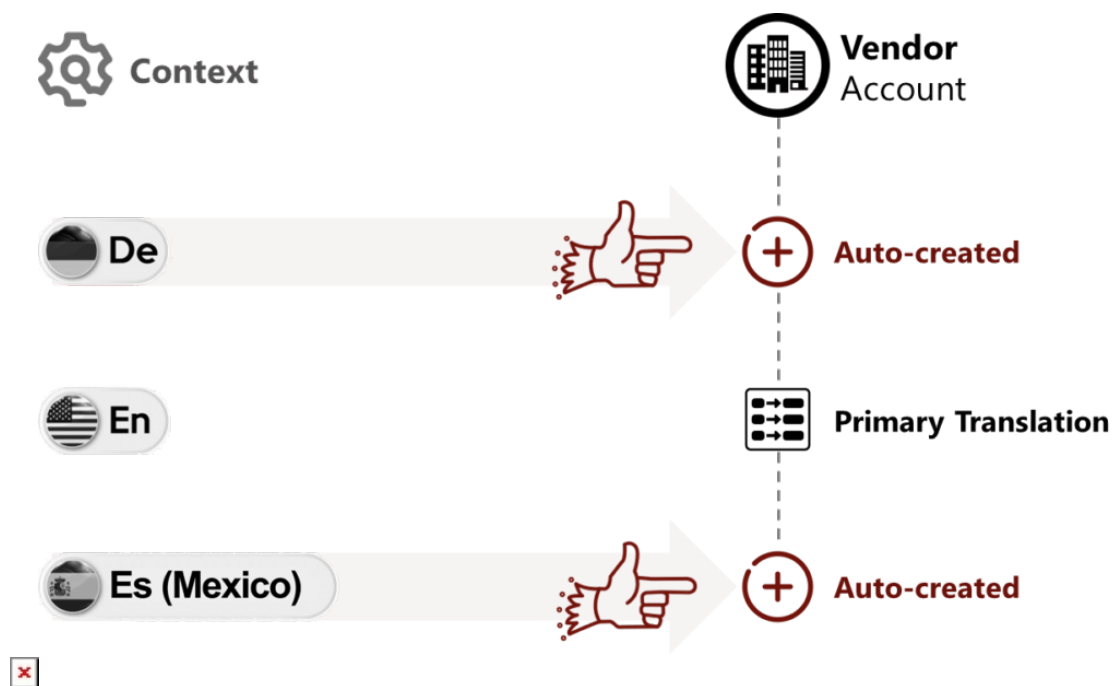 Context
Vendor
Account
De
Auto-created
En
Primary Translation
Es (Mexico)
Auto-created